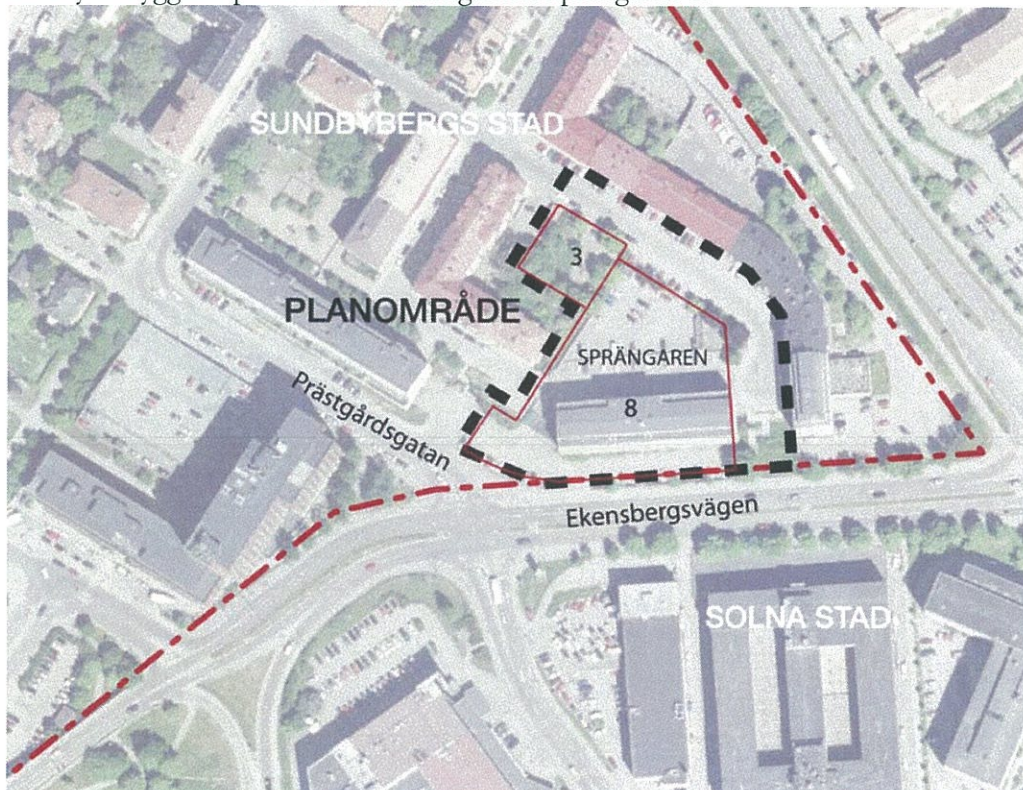 SUNDBYBERGS STAD
3
PLANOMRÅDE
SPRÄNGAREN
8
Prästgårdsgatan
Ekensbergsvägen
SOLNA STAD